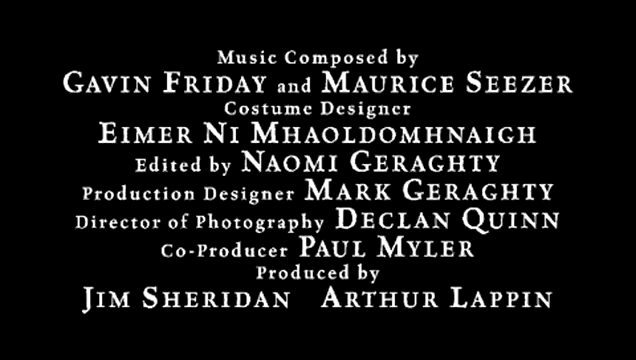 Music Composed by
GAVIN FRIDAY and MAURICE SEEZER
Costume Designer
EIMER NI MHAOLDOMHNAIGH
Edited by NAOMI GERAGHTY
Production Designer MARK GERAGHTY
Director of Photography DECLAN QUINN
Co-Producer PAUL MYLER
Produced by
JIM SHERIDAN ARTHUR LAPPIN